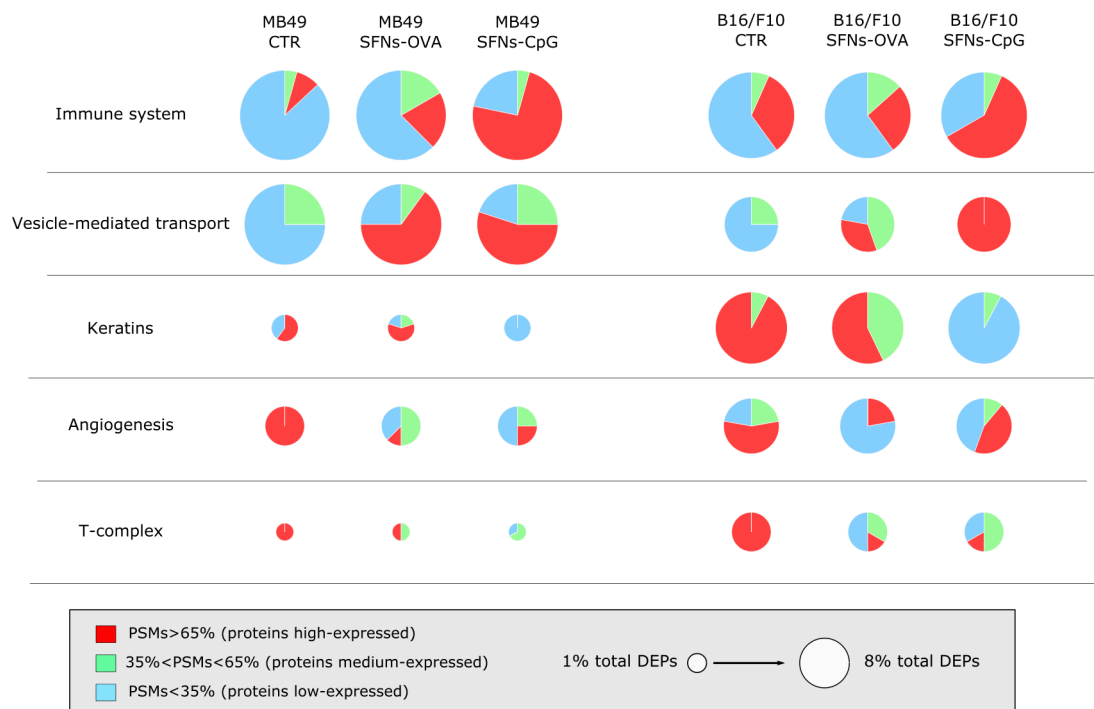 MB49
CTR
MB49
SFNs-OVA
MB49
SFNs-CpG
B16/F10
CTR
B16/F10
SFNs-OVA
B16/F10
SFNs-CpG
Immune system
Vesicle-mediated transport
Keratins
Angiogenesis
T-complex
PSMs>65% (proteins high-expressed)
35%<PSMs<65% (proteins medium-expressed)
PSMs<35% (proteins low-expressed)
1% total DEPs
8% total DEPs